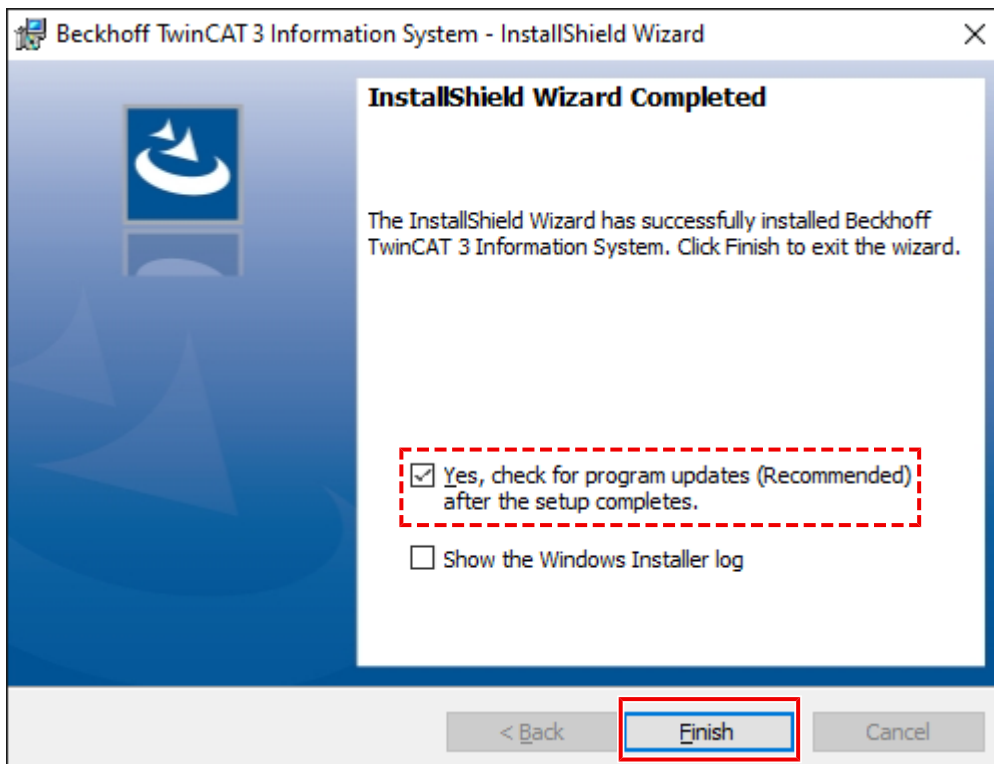 Beckhoff TwinCAT 3 Information System - InstallShield Wizard
InstallShield Wizard Completed
The InstallShield Wizard has successfully installed Beckhoff
TwinCAT 3 Information System. Click Finish to exit the wizard.
Yes, check for program updates (Recommended)
after the setup completes.
Show the Windows Installer log
< Back
Finish
Cancel